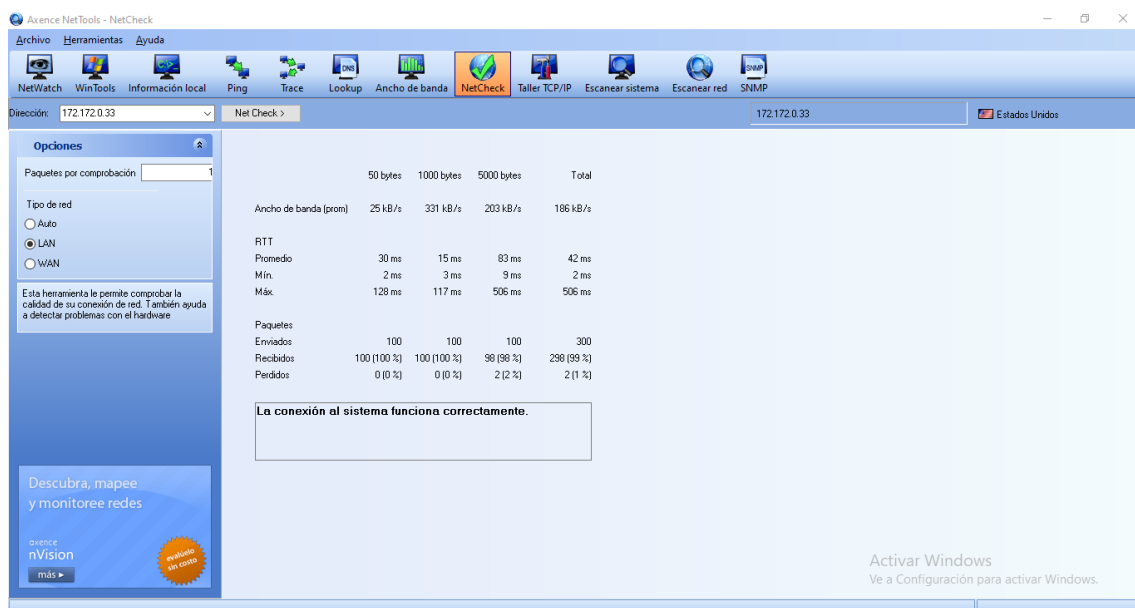 Axence NetTools - NetCheck
Archivo Herramientas Ayuda
DNS
SNMP
NetWatch WinTools Información local Ping Trace Lookup Ancho de banda NetCheck Taller TCP/IP Escanear sistema Escanear red SNMP
Dirección: 172.172.0.33 Net Check > 172.172.0.33 Estados Unidos
Opciones
Paquetes por comprobación 1
Tipo de red
Auto
LAN
WAN
Esta herramienta le permite comprobar la
calidad de su conexión de red. También ayuda
a detectar problemas con el hardware
50 bytes 1000 bytes 5000 bytes Total
Ancho de banda (prom) 25 kB/s 331 kB/s 203 kB/s 186 kB/s
RTT
Promedio 30 ms 15 ms 83 ms 42 ms
Mín. 2 ms 3 ms 9 ms 2 ms
Máx. 128 ms 117 ms 506 ms 506 ms
Paquetes
Enviados 100 100 100 300
Recibidos 100 (100 %) 100 (100 %) 98 (98 %) 298 (99 %)
Perdidos 0 (0 %) 0 (0 %) 2 (2 %) 2 (1 %)
La conexión al sistema funciona correctamente.
Descubra, mapee
y monitoree redes
axence
nVision
evalúelo
sin costo
más
Activar Windows
Ve a Configuración para activar Windows.